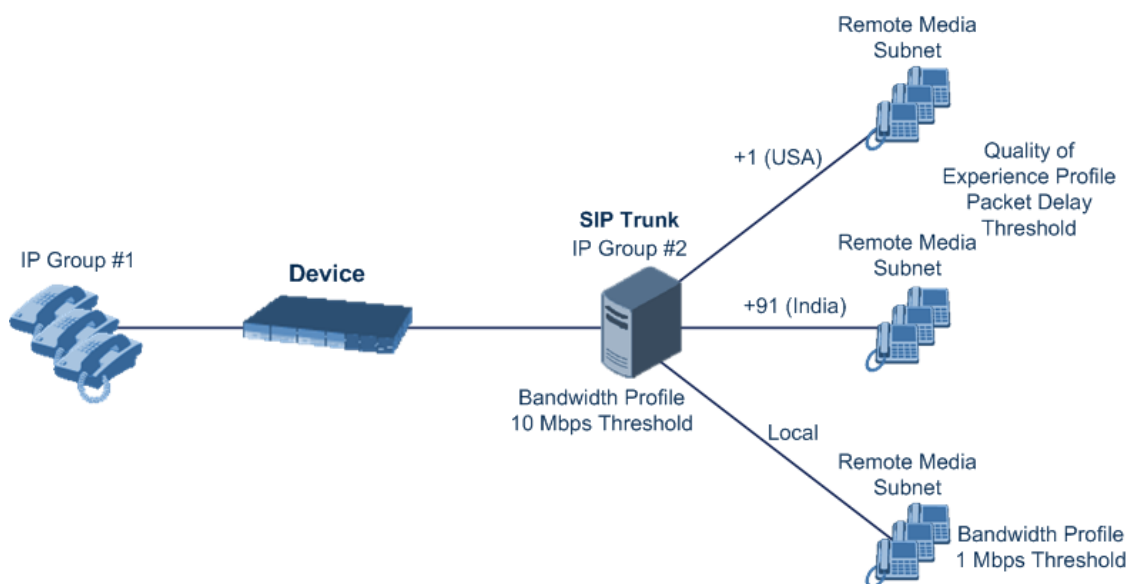 Remote Media
Subnet
+1 (USA)
Quality of
Experience Profile
Packet Delay
Threshold
SIP Trunk
IP Group #2
IP Group #1
Device
Remote Media
Subnet
+91 (India)
Bandwidth Profile
10 Mbps Threshold
Local
Remote Media
Subnet
Bandwidth Profile
1 Mbps Threshold